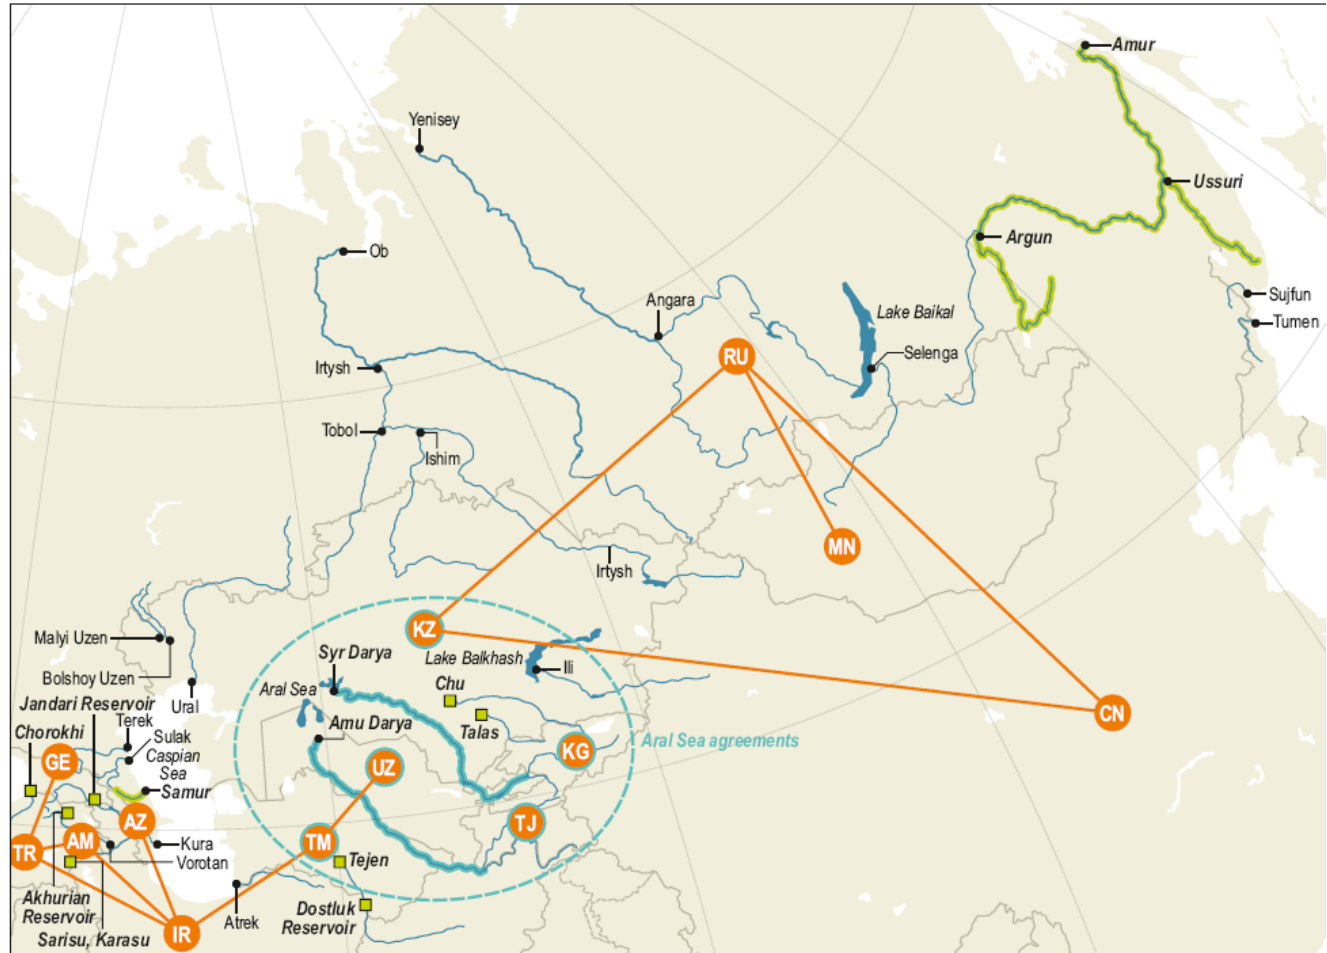 Amur
Yenisey
Ussuri
Argun
Ob
Sujfun
Angara
Lake Baikal
Tumen
RU
Selenga
Irtysh
Tobol
Ishim
MN
Irtysh
KZ
Malyi Uzen
Syr Darya
Lake Balkhash
Ili
Bolshoy Uzen
Aral Sea
Chu
Jandari Reservoir
Ural
CN
Terek
Amu Darya
Talas
Chorokhi
Sulak
Aral Sea agreements
KG
GE
Caspian
Sea
UZ
Samur
AZ
TJ
AM
TM
Kura
TR
Vorotan
Tejen
Akhurian
Reservoir
Atrek
Dostluk
Reservoir
Sarisu, Karasu
IR